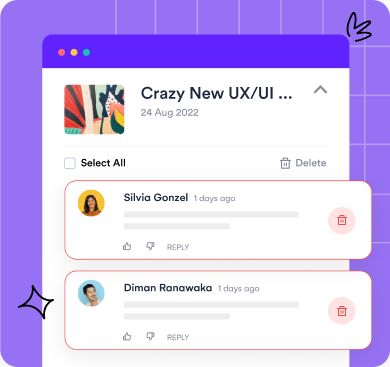 Crazy New UX/UI ...
24 Aug 2022
Select All
Delete
Silvia Gonzel 1 days ago
REPLY
Diman Ranawaka 1 days ago
REPLY